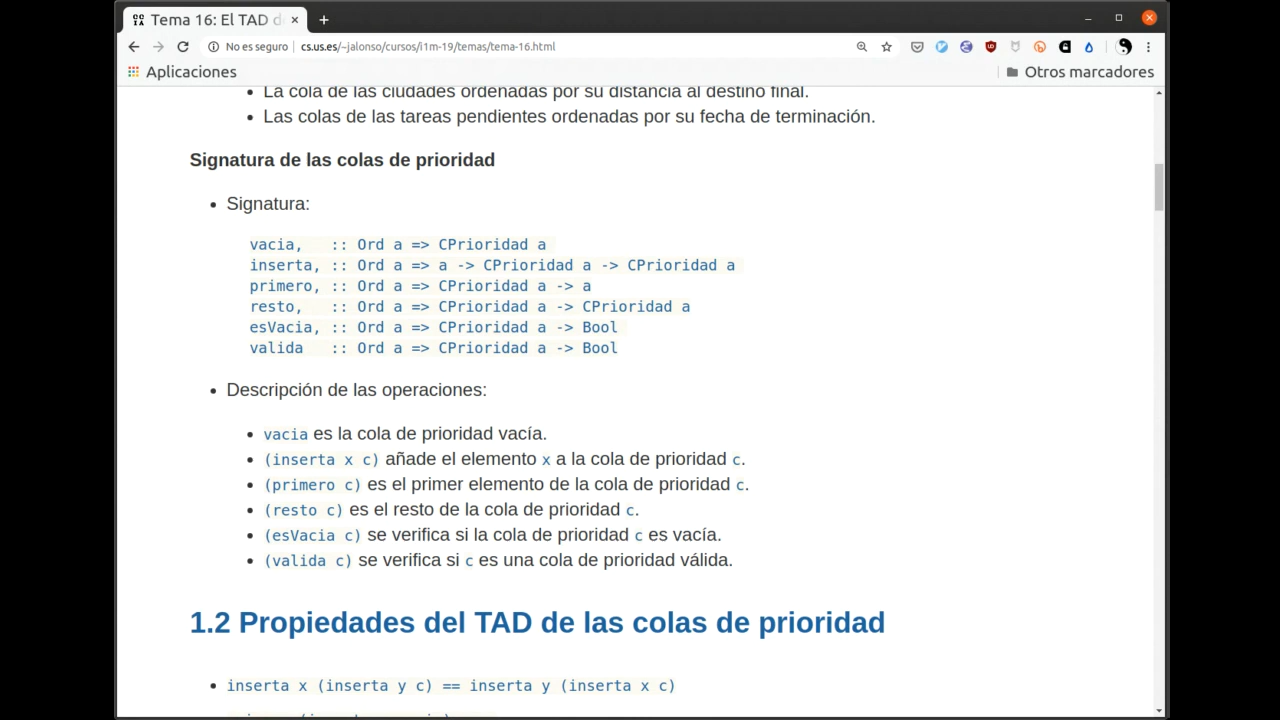 Tema 16: El TAD d
No es seguro | cs.us.es/~jalonso/cursos/i1m-19/temas/tema-16.html
Aplicaciones
Otros marcadores
La cola de las ciudades ordenadas por su distancia al destino final.
Las colas de las tareas pendientes ordenadas por su fecha de terminación.
Signatura de las colas de prioridad
Signatura:
vacia,   :: Ord a => CPrioridad a
inserta, :: Ord a => a -> CPrioridad a -> CPrioridad a
primero, :: Ord a => CPrioridad a -> a
resto,   :: Ord a => CPrioridad a -> CPrioridad a
esVacia, :: Ord a => CPrioridad a -> Bool
valida   :: Ord a => CPrioridad a -> Bool
Descripción de las operaciones:
vacia es la cola de prioridad vacía.
(inserta x c) añade el elemento x a la cola de prioridad c.
(primero c) es el primer elemento de la cola de prioridad c.
(resto c) es el resto de la cola de prioridad c.
(esVacia c) se verifica si la cola de prioridad c es vacía.
(valida c) se verifica si c es una cola de prioridad válida.
1.2 Propiedades del TAD de las colas de prioridad
inserta x (inserta y c) == inserta y (inserta x c)